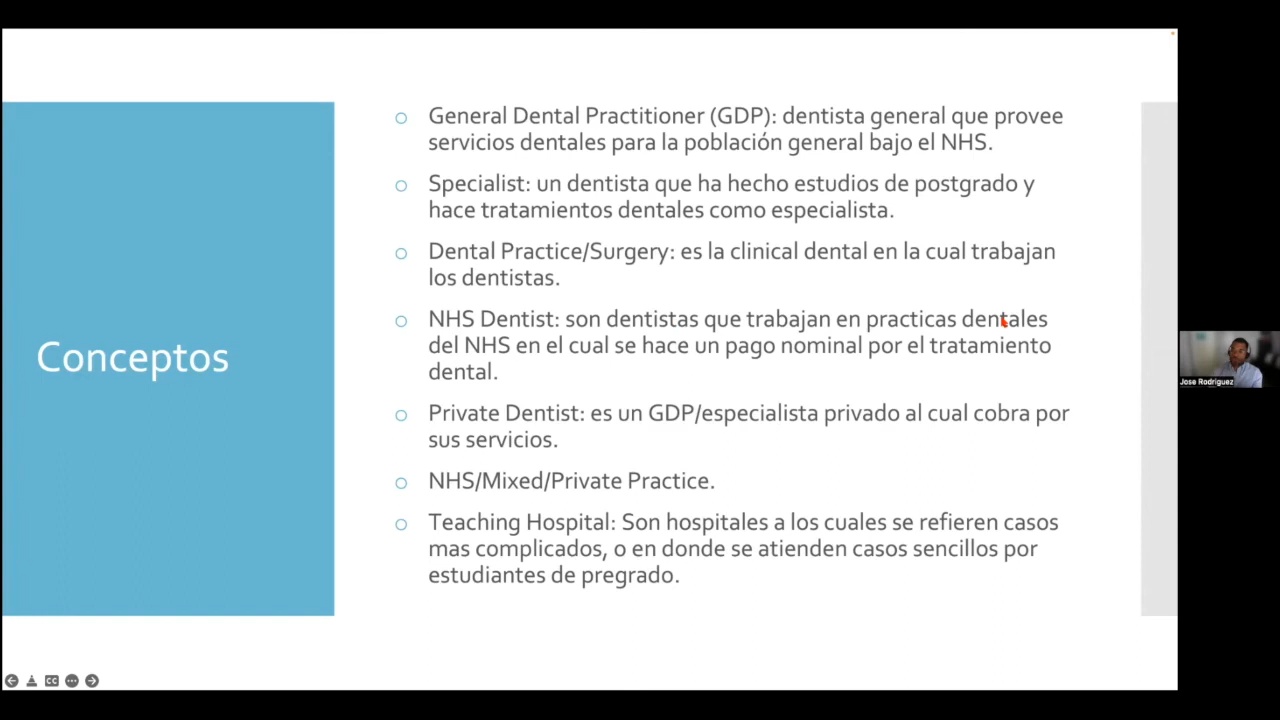 Conceptos
General Dental Practitioner (GDP): dentista general que provee
servicios dentales para la población general bajo el NHS.
Specialist: un dentista que ha hecho estudios de postgrado y
hace tratamientos dentales como especialista.
Dental Practice/Surgery: es la clinical dental en la cual trabajan
los dentistas.
NHS Dentist: son dentistas que trabajan en practicas dentales
del NHS en el cual se hace un pago nominal por el tratamiento
dental.
Private Dentist: es un GDP/especialista privado al cual cobra por
sus servicios.
NHS/Mixed/Private Practice.
Teaching Hospital: Son hospitales a los cuales se refieren casos
mas complicados, o en donde se atienden casos sencillos por
estudiantes de pregrado.
Jose Rodriguez
CC